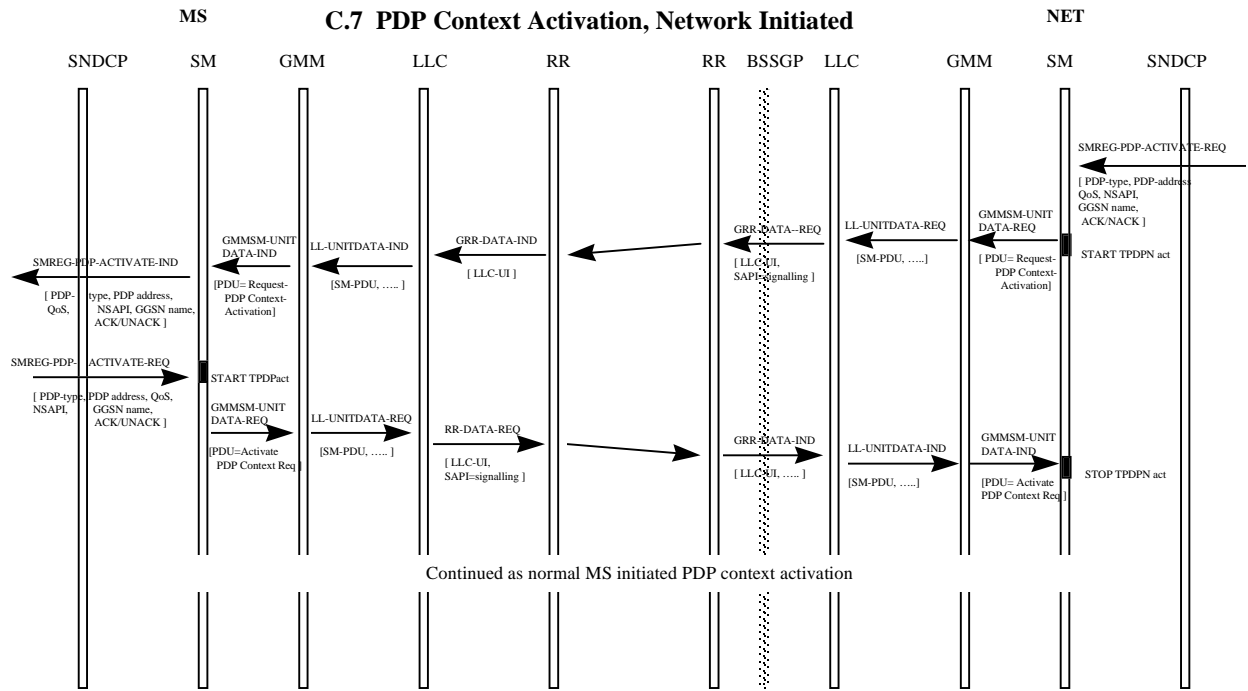 MS
C.7 PDP Context Activation, Network Initiated
NET
SNDCP SM GMM LLC RR RR BSSGP LLC GMM SM SNDCP
SMREG-PDP-ACTIVATE-REQ
[ PDP-type, PDP-address
QoS, NSAPI,
GGSN name,
ACK/NACK ]
GMMSM-UNIT
DATA-REQ
[ PDU= Request-
PDP Context-
Activation]
START TPDPN act
LL-UNITDATA-REQ
[SM-PDU, …..]
GRR-DATA--REQ
[ LLC-UI,
SAPI=signalling ]
GRR-DATA-IND
[ LLC-UI ]
LL-UNITDATA-IND
[SM-PDU, ….. ]
GMMSM-UNIT
DATA-IND
[PDU= Request-
PDP Context-
Activation]
SMREG-PDP-ACTIVATE-IND
[ PDP- type, PDP address,
QoS, NSAPI, GGSN name,
ACK/UNACK ]
SMREG-PDP- ACTIVATE-REQ
[ PDP-type, PDP address, QoS,
NSAPI, GGSN name,
ACK/UNACK ]
START TPDPact
GMMSM-UNIT
DATA-REQ
[PDU=Activate
PDP Context Req ]
LL-UNITDATA-REQ
[SM-PDU, ….. ]
RR-DATA-REQ
[ LLC-UI,
SAPI=signalling ]
GRR-DATA-IND
[ LLC-UI, ….. ]
LL-UNITDATA-IND
[SM-PDU, …..]
GMMSM-UNIT
DATA-IND
[PDU= Activate
PDP Context Req ]
STOP TPDPN act
Continued as normal MS initiated PDP context activation